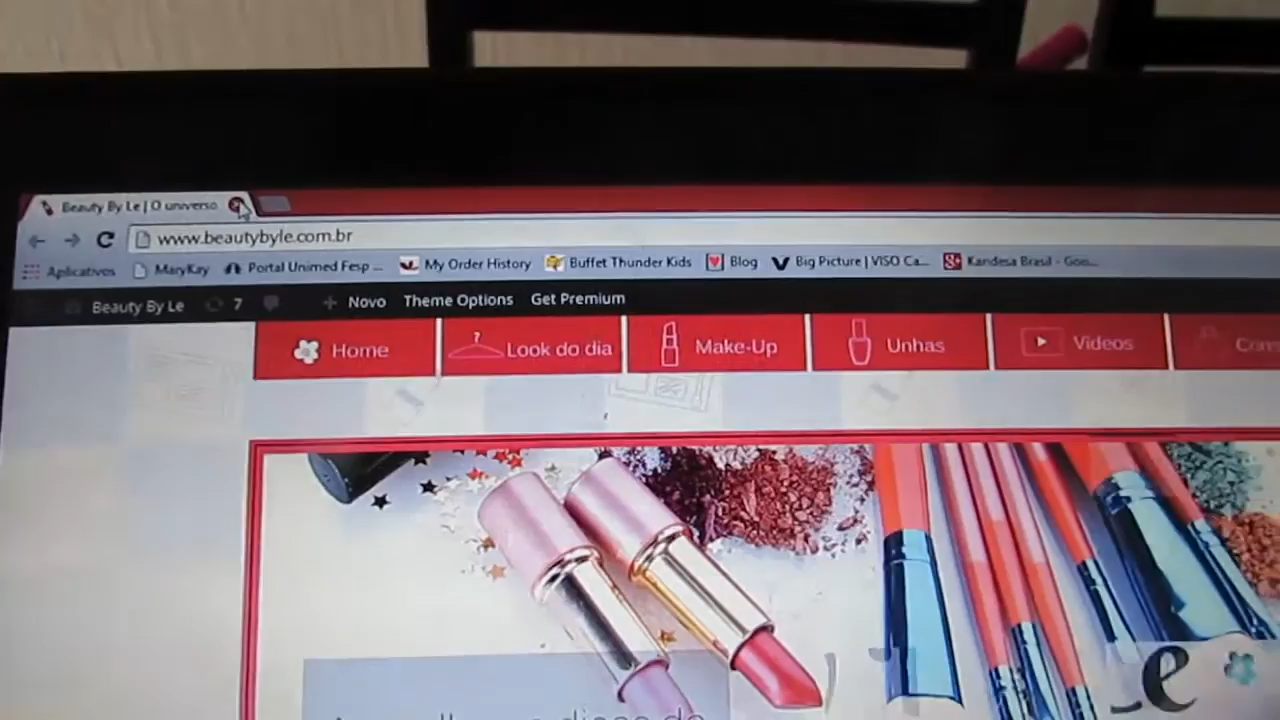 Beauty By Le | O universo
www.beautybyle.com.br
Aplicativos MaryKay Portal Unimed Fesp ... My Order History Buffet Thunder Kids Blog Big Picture | VISO Ca... Kandesa Brasil - Goo...
Beauty By Le 7 + Novo Theme Options Get Premium
Home ? Look do dia Make-Up Unhas Videos